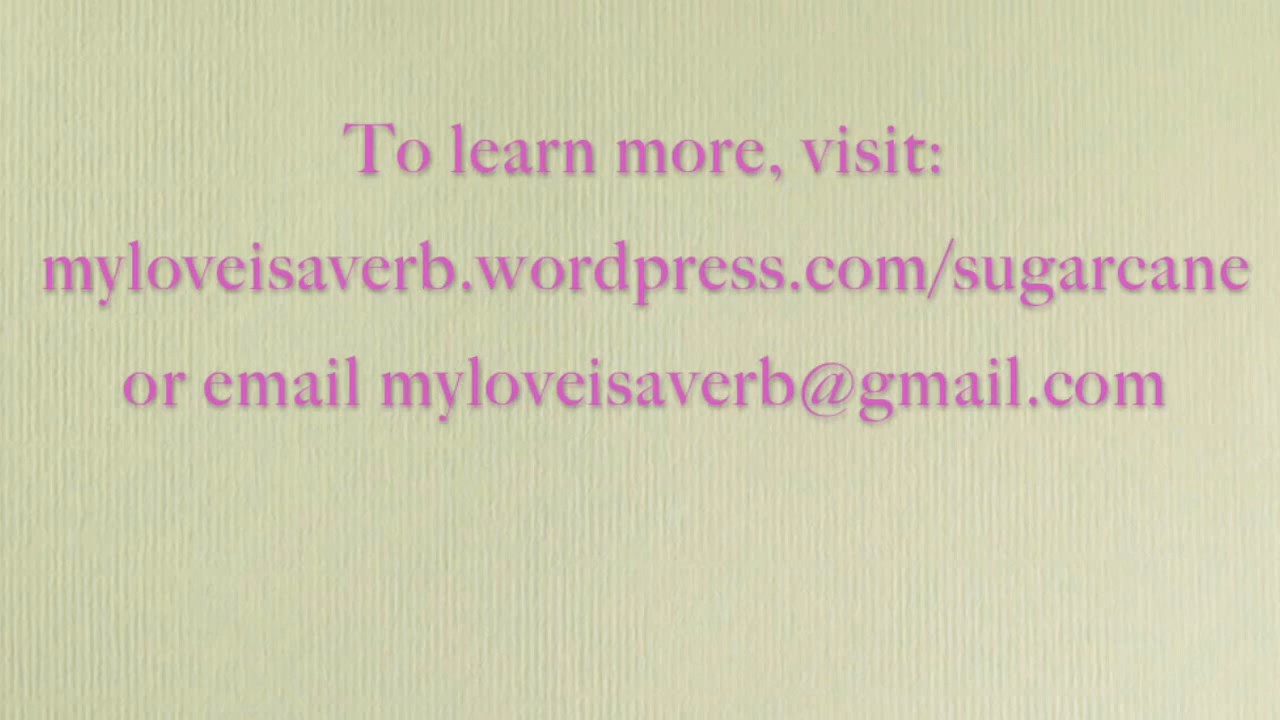 To learn more, visit:
myloveisaverb.wordpress.com/sugarcane
or email myloveisaverb@gmail.com